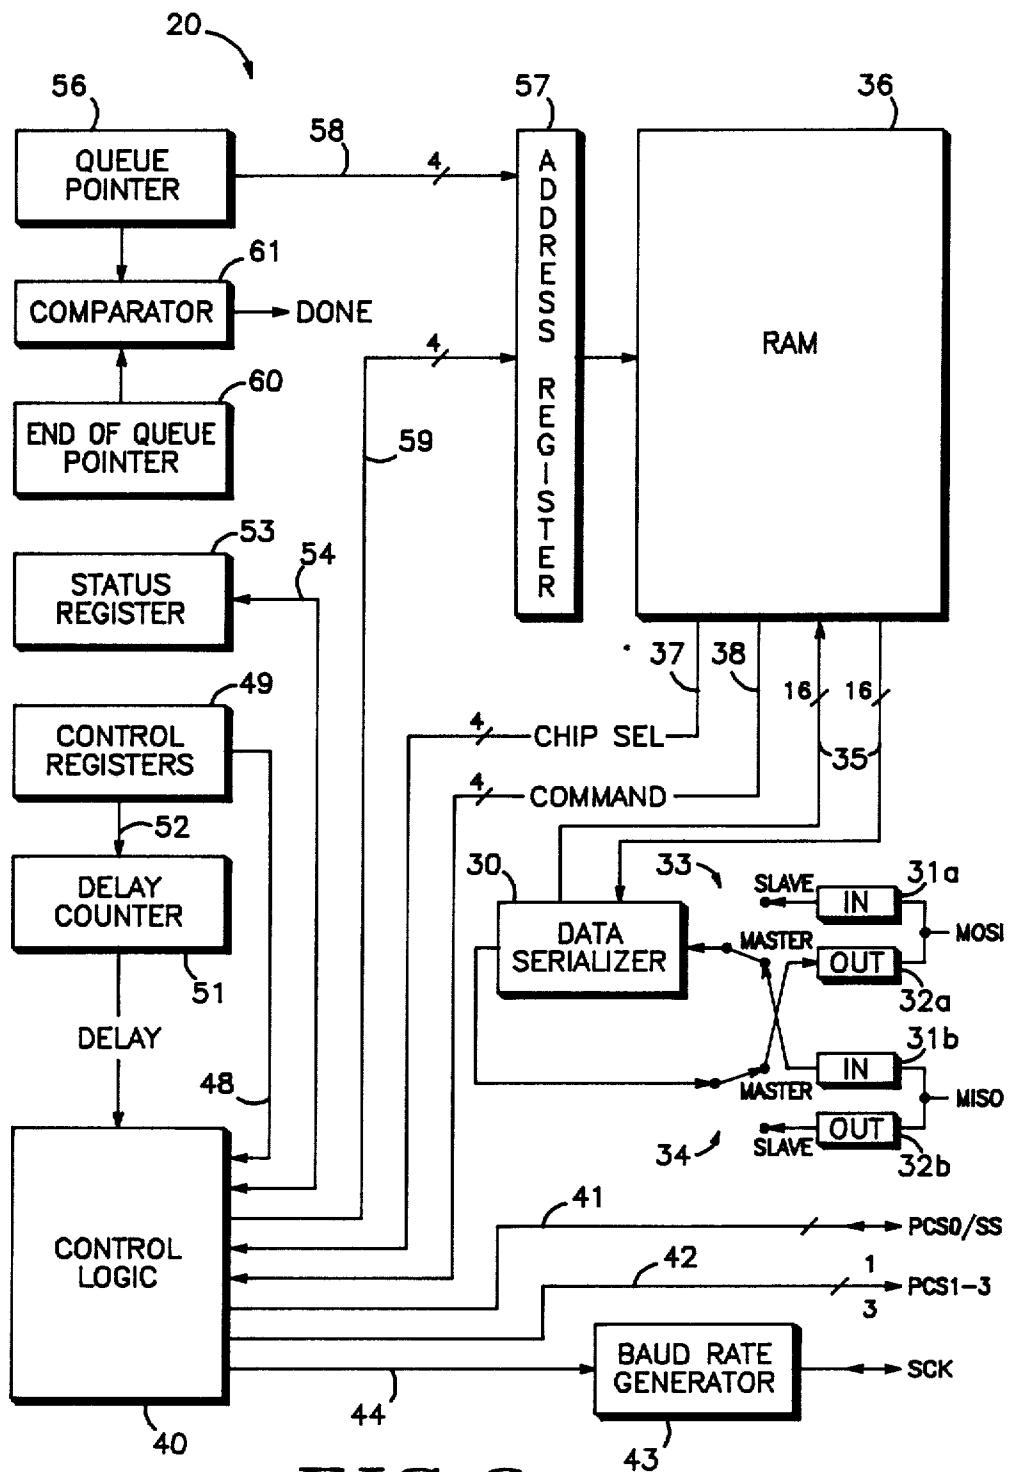 20
56
57
36
QUEUE
POINTER
58
4
ADDRESS REGISTER
RAM
61
COMPARATOR
DONE
4
60
END OF QUEUE
POINTER
59
53
54
STATUS
REGISTER
37
38
16
16
35
49
CONTROL
REGISTERS
4
CHIP SEL
4
COMMAND
52
DELAY
COUNTER
51
30
DATA
SERIALIZER
33
SLAVE
IN
31a
MOSI
MASTER
OUT
32a
DELAY
31b
IN
MISO
MASTER
48
OUT
SLAVE
34
32b
41
PCS0/SS
CONTROL
LOGIC
42
1
PCS1-3
3
BAUD RATE
GENERATOR
SCK
44
40
43